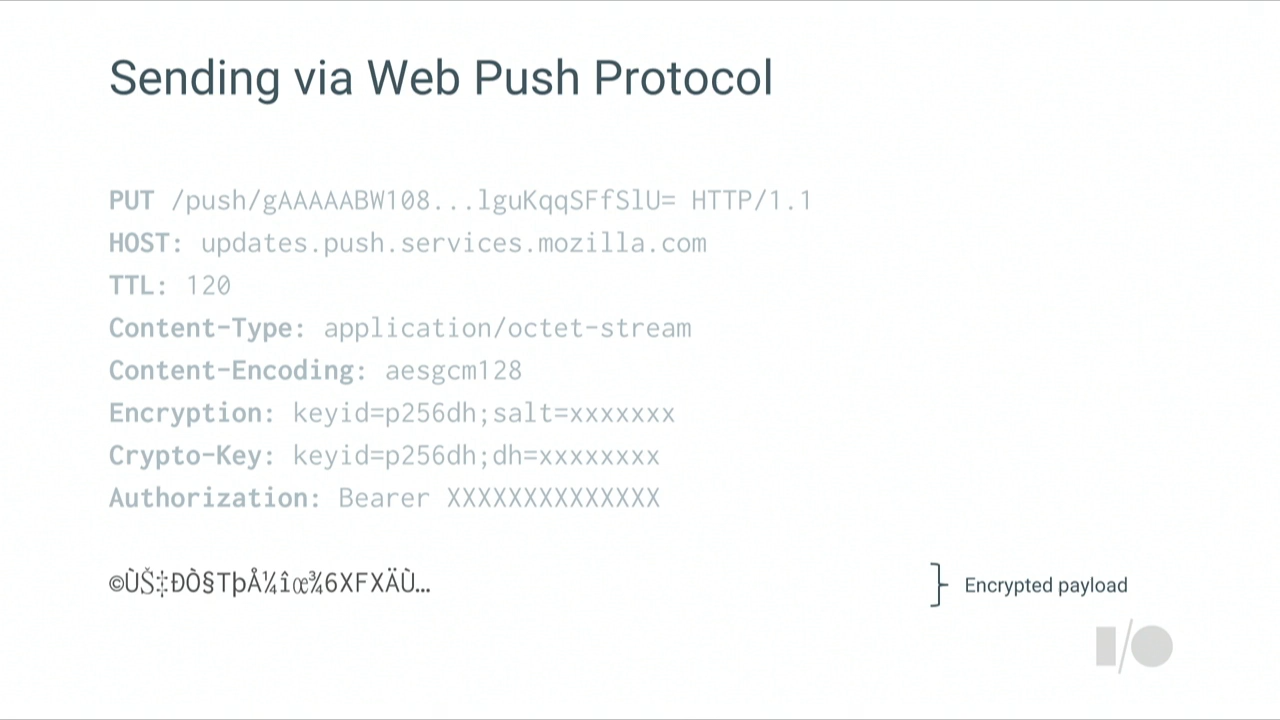 Sending via Web Push Protocol
PUT /push/gAAAAABW108...lguKqqSFfSlU= HTTP/1.1
HOST: updates.push.services.mozilla.com
TTL: 120
Content-Type: application/octet-stream
Content-Encoding: aesgcm128
Encryption: keyid=p256dh;salt=xxxxxxx
Crypto-Key: keyid=p256dh;dh=xxxxxxxx
Authorization: Bearer XXXXXXXXXXXXXX
©ÙŠ‡ÐÒ§TþÅ¼îœ¾6XFXÄÙ… Encrypted payload
I/O